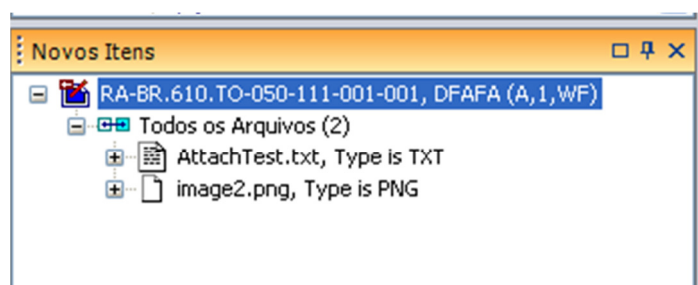 Novos Itens
RA-BR.610.TO-050-111-001-001, DFAFA (A,1,WF)
Todos os Arquivos (2)
AttachTest.txt, Type is TXT
image2.png, Type is PNG